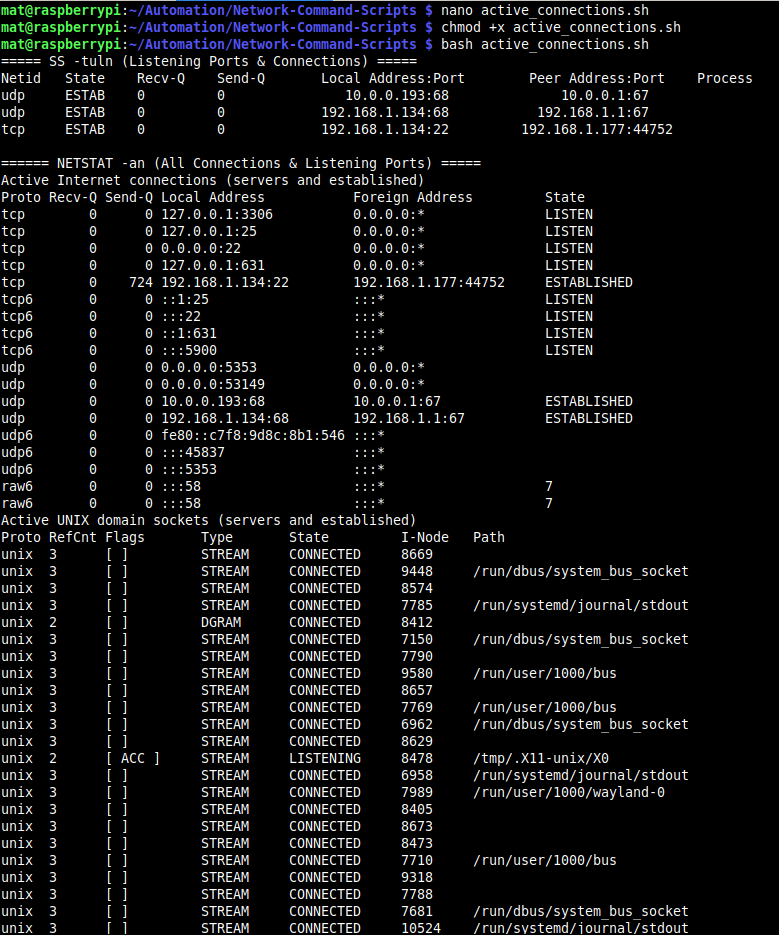 mat@raspberrypi:~/Automation/Network-Command-Scripts $ nano active_connections.sh
mat@raspberrypi:~/Automation/Network-Command-Scripts $ chmod +x active_connections.sh
mat@raspberrypi:~/Automation/Network-Command-Scripts $ bash active_connections.sh
===== SS -tuln (Listening Ports & Connections) =====
Netid  State    Recv-Q    Send-Q       Local Address:Port        Peer Address:Port    Process
udp     ESTAB    0         0               10.0.0.193:68              10.0.0.1:67
udp     ESTAB    0         0            192.168.1.134:68           192.168.1.1:67
tcp     ESTAB    0         0            192.168.1.134:22         192.168.1.177:44752

====== NETSTAT -an (All Connections & Listening Ports) =====
Active Internet connections (servers and established)
Proto Recv-Q Send-Q Local Address           Foreign Address         State
tcp        0      0 127.0.0.1:3306          0.0.0.0:*               LISTEN
tcp        0      0 127.0.0.1:25            0.0.0.0:*               LISTEN
tcp        0      0 0.0.0.0:22              0.0.0.0:*               LISTEN
tcp        0      0 127.0.0.1:631           0.0.0.0:*               LISTEN
tcp        0    724 192.168.1.134:22        192.168.1.177:44752     ESTABLISHED
tcp6       0      0 ::1:25                  :::*                    LISTEN
tcp6       0      0 :::22                   :::*                    LISTEN
tcp6       0      0 ::1:631                 :::*                    LISTEN
tcp6       0      0 :::5900                 :::*                    LISTEN
udp        0      0 0.0.0.0:5353            0.0.0.0:*
udp        0      0 0.0.0.0:53149           0.0.0.0:*
udp        0      0 10.0.0.193:68           10.0.0.1:67             ESTABLISHED
udp        0      0 192.168.1.134:68        192.168.1.1:67          ESTABLISHED
udp6       0      0 fe80::c7f8:9d8c:8b1:546 :::*
udp6       0      0 :::45837                :::*
udp6       0      0 :::5353                 :::*
raw6       0      0 :::58                   :::*                    7
raw6       0      0 :::58                   :::*                    7
Active UNIX domain sockets (servers and established)
Proto RefCnt Flags       Type       State         I-Node   Path
unix  3      [ ]         STREAM     CONNECTED     8669
unix  3      [ ]         STREAM     CONNECTED     9448     /run/dbus/system_bus_socket
unix  3      [ ]         STREAM     CONNECTED     8574
unix  3      [ ]         STREAM     CONNECTED     7785     /run/systemd/journal/stdout
unix  2      [ ]         DGRAM      CONNECTED     8412
unix  3      [ ]         STREAM     CONNECTED     7150     /run/dbus/system_bus_socket
unix  3      [ ]         STREAM     CONNECTED     7790
unix  3      [ ]         STREAM     CONNECTED     9580     /run/user/1000/bus
unix  3      [ ]         STREAM     CONNECTED     8657
unix  3      [ ]         STREAM     CONNECTED     7769     /run/user/1000/bus
unix  3      [ ]         STREAM     CONNECTED     6962     /run/dbus/system_bus_socket
unix  3      [ ]         STREAM     CONNECTED     8629
unix  2      [ ACC ]     STREAM     LISTENING     8478     /tmp/.X11-unix/X0
unix  3      [ ]         STREAM     CONNECTED     6958     /run/systemd/journal/stdout
unix  3      [ ]         STREAM     CONNECTED     7989     /run/user/1000/wayland-0
unix  3      [ ]         STREAM     CONNECTED     8405
unix  3      [ ]         STREAM     CONNECTED     8673
unix  3      [ ]         STREAM     CONNECTED     8473
unix  3      [ ]         STREAM     CONNECTED     7710     /run/user/1000/bus
unix  3      [ ]         STREAM     CONNECTED     9318
unix  3      [ ]         STREAM     CONNECTED     7788
unix  3      [ ]         STREAM     CONNECTED     7681     /run/dbus/system_bus_socket
unix  3      [ ]         STREAM     CONNECTED     10524    /run/systemd/journal/stdout